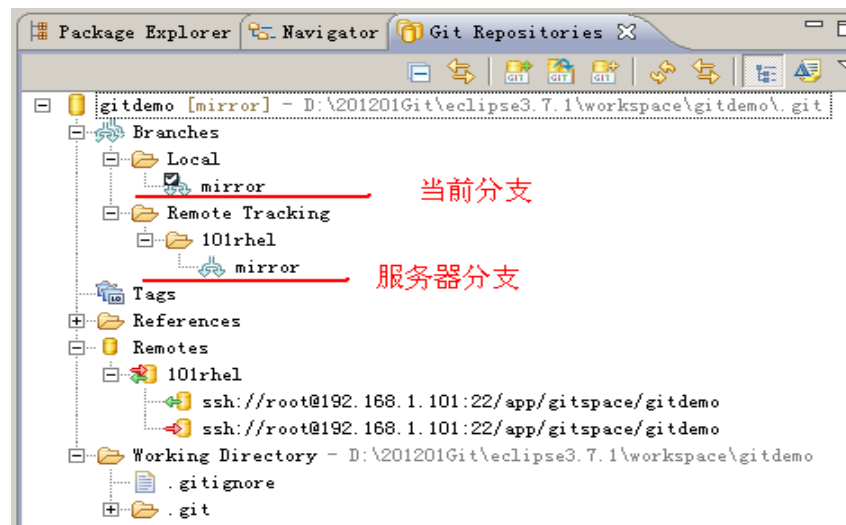 Package Explorer Navigator Git Repositories
gitdemo [mirror] - D:\201201Git\eclipse3.7.1\workspace\gitdemo\.git
Branches
Local
mirror 当前分支
Remote Tracking
101rhel
mirror 服务器分支
Tags
References
Remotes
101rhel
ssh://root@192.168.1.101:22/app/gitspace/gitdemo
ssh://root@192.168.1.101:22/app/gitspace/gitdemo
Working Directory - D:\201201Git\eclipse3.7.1\workspace\gitdemo
.gitignore
.git